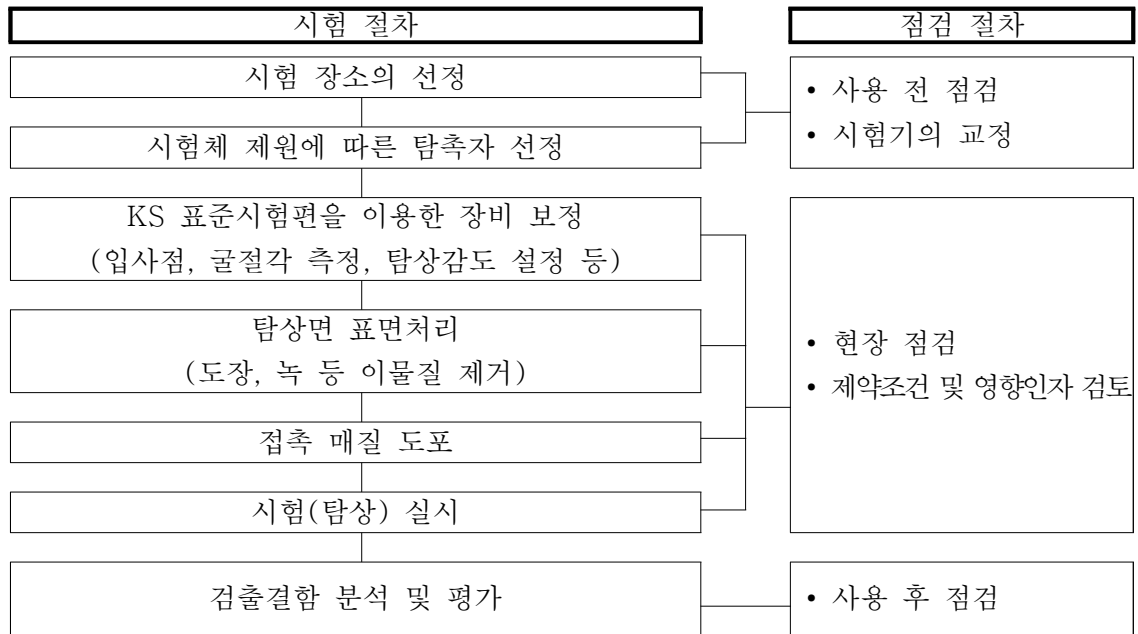 시험 절차
점검 절차
시험 장소의 선정
시험체 제원에 따른 탐촉자 선정
• 사용 전 점검
• 시험기의 교정
KS 표준시험편을 이용한 장비 보정
(입사점, 굴절각 측정, 탐상감도 설정 등)
탐상면 표면처리
(도장, 녹 등 이물질 제거)
접촉 매질 도포
시험(탐상) 실시
• 현장 점검
• 제약조건 및 영향인자 검토
검출결함 분석 및 평가
• 사용 후 점검